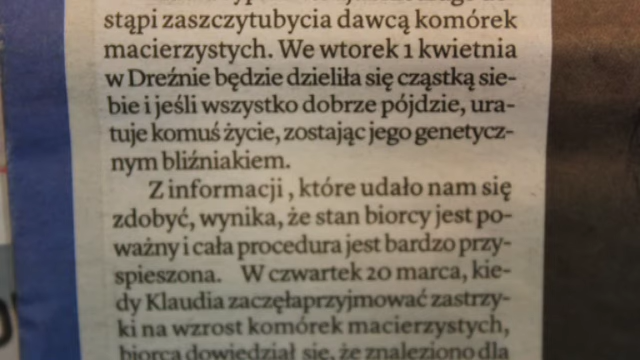 stąpi zaszczytubycia dawcą komórek
macierzystych. We wtorek 1 kwietnia
w Dreźnie będzie dzieliła się cząstką sie-
bie i jeśli wszystko dobrze pójdzie, ura-
tuje komuś życie, zostając jego genetycz-
nym bliźniakiem.
Z informacji , które udało nam się
zdobyć, wynika, że stan biorcy jest po-
ważny i cała procedura jest bardzo przy-
spieszona. W czwartek 20 marca, kie-
dy Klaudia zaczęłaprzyjmować zastrzy-
ki na wzrost komórek macierzystych,
biorca dowiedział się, że znaleziono dla